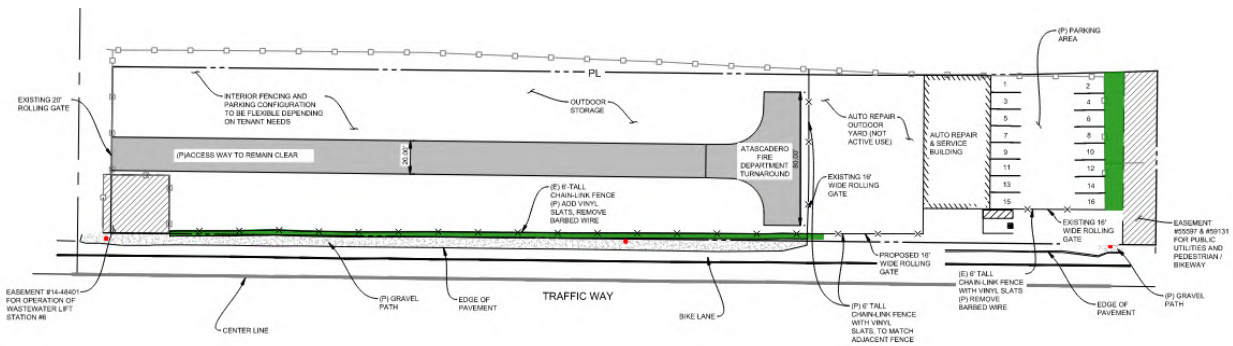 (P) PARKING
AREA
PL
EXISTING 20'
ROLLING GATE
INTERIOR FENCING AND
PARKING CONFIGURATION
TO BE FLEXIBLE DEPENDING
ON TENANT NEEDS
OUTDOOR
STORAGE
AUTO REPAIR
OUTDOOR
YARD (NOT
ACTIVE USE)
AUTO REPAIR
& SERVICE
BUILDING
1
2
3
4
5
6
7
8
9
10
11
12
13
14
15
16
(P)ACCESS WAY TO REMAIN CLEAR
20.00'
ATASCADERO
FIRE
DEPARTMENT
TURNAROUND
80.00'
(E) 6'-TALL
CHAIN-LINK FENCE
(P) ADD VINYL
SLATS, REMOVE
BARBED WIRE
EXISTING 16'
WIDE ROLLING
GATE
EXISTING 16'
WIDE ROLLING
GATE
EASEMENT
#55597 & #59131
FOR PUBLIC
UTILITIES AND
PEDESTRIAN /
BIKEWAY
PROPOSED 16'
WIDE ROLLING
GATE
(E) 6' TALL
CHAIN-LINK FENCE
WITH VINYL SLATS
(P) REMOVE
BARBED WIRE
EASEMENT #14-48401
FOR OPERATION OF
WASTEWATER LIFT
STATION #6
CENTER LINE
(P) GRAVEL
PATH
EDGE OF
PAVEMENT
TRAFFIC WAY
BIKE LANE
(P) 6' TALL
CHAIN-LINK FENCE
WITH VINYL
SLATS, TO MATCH
ADJACENT FENCE
EDGE OF
PAVEMENT
(P) GRAVEL
PATH